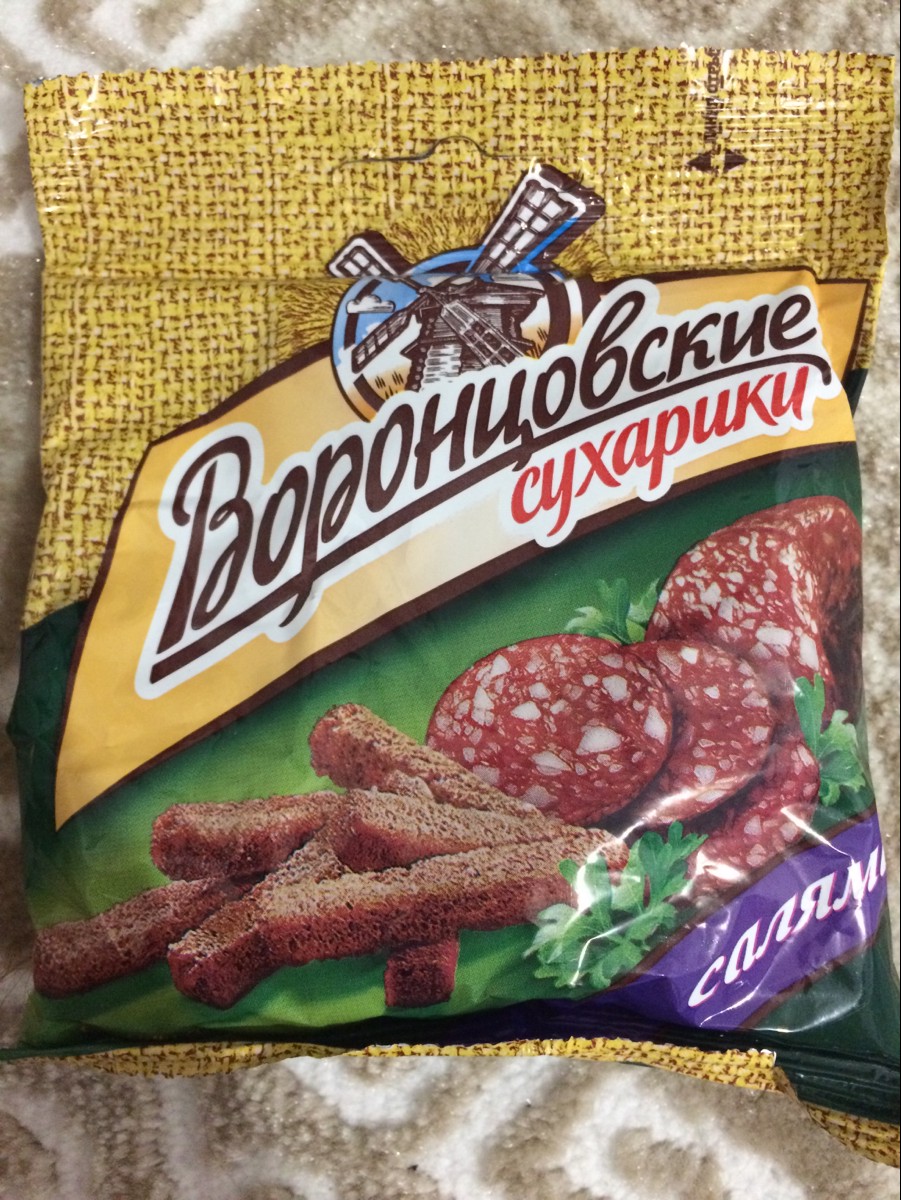 Воронцовские
сухарики
салями